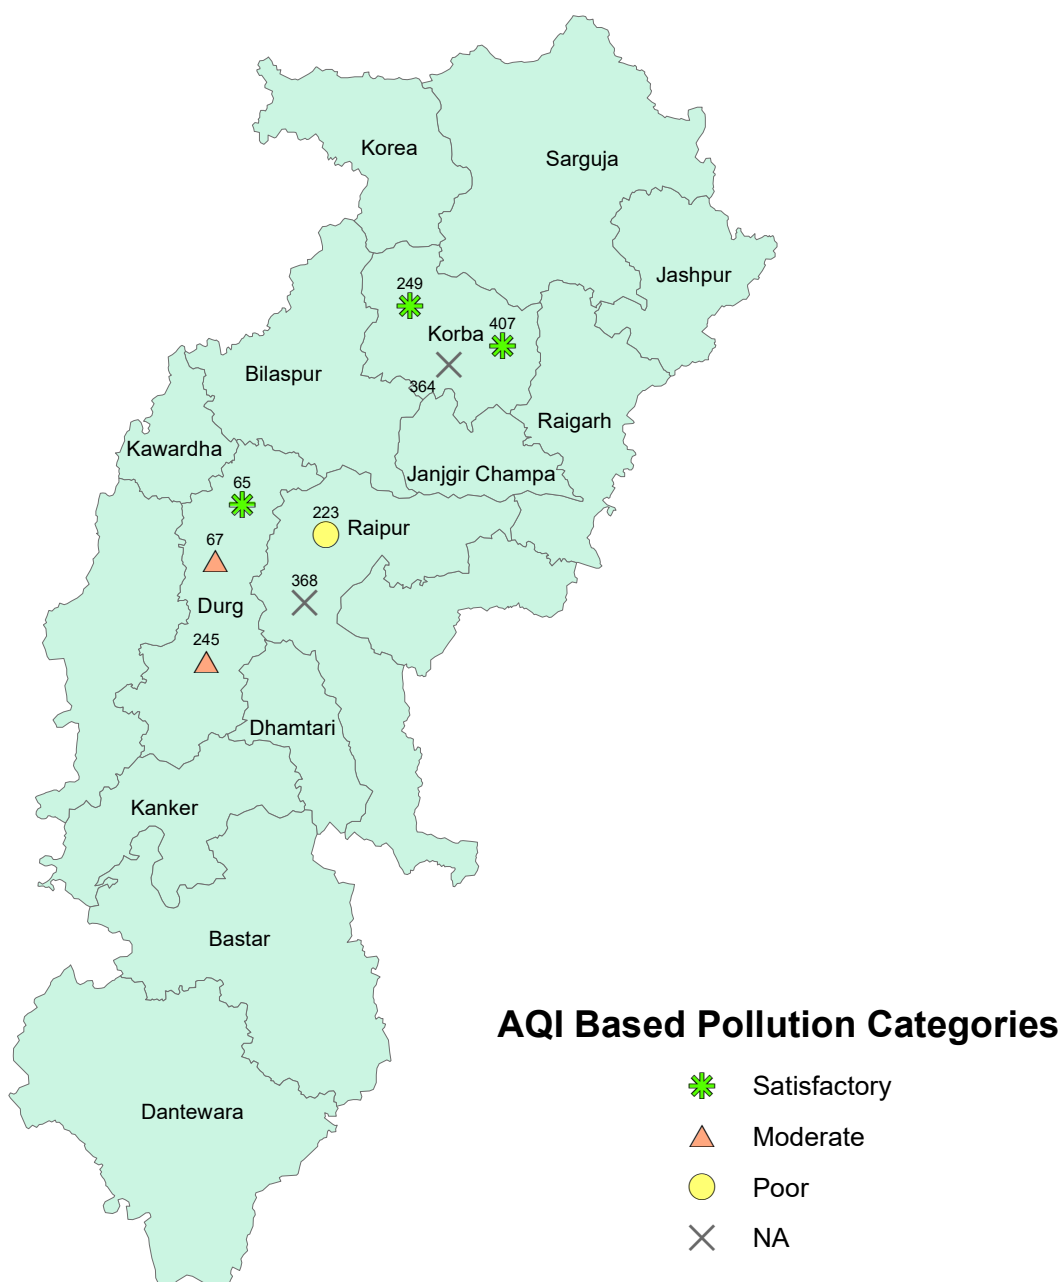 Korea
Sarguja
Jashpur
249
407
Korba
364
Bilaspur
Raigarh
Kawardha
Janjgir Champa
65
223
Raipur
67
368
Durg
245
Dhamtari
Kanker
Bastar
AQI Based Pollution Categories
Satisfactory
Dantewara
Moderate
Poor
NA